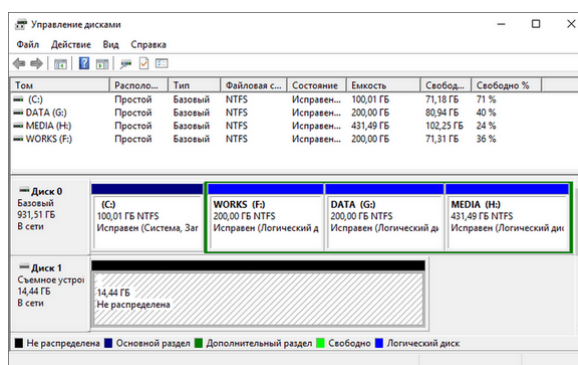 Управление дисками
Файл Действие Вид Справка
Том Располо... Тип Файловая с... Состояние Емкость Свобод... Свободно %
(C:) Простой Базовый NTFS Исправен... 100,01 ГБ 71,18 ГБ 71 %
DATA (G:) Простой Базовый NTFS Исправен... 200,00 ГБ 80,94 ГБ 40 %
MEDIA (H:) Простой Базовый NTFS Исправен... 431,49 ГБ 102,25 ГБ 24 %
WORKS (F:) Простой Базовый NTFS Исправен... 200,00 ГБ 71,31 ГБ 36 %
Диск 0
Базовый
931,51 ГБ
В сети
(C:)
100,01 ГБ NTFS
Исправен (Система, Заг
WORKS (F:)
200,00 ГБ NTFS
Исправен (Логический д
DATA (G:)
200,00 ГБ NTFS
Исправен (Логический ди
MEDIA (H:)
431,49 ГБ NTFS
Исправен (Логический дис
Диск 1
Съемное устрої
14,44 ГБ
В сети
14,44 ГБ
Не распределена
Не распределена Основной раздел Дополнительный раздел Свободно Логический диск